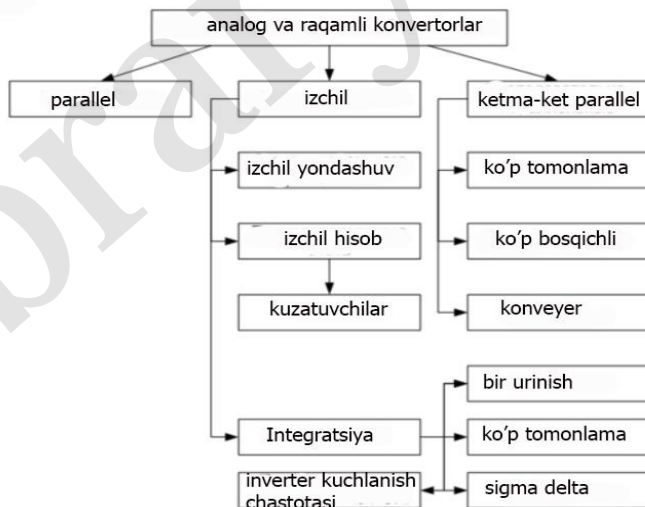 analog va raqamli konvertorlar
parallel
izchil
ketma-ket parallel
izchil yondashuv
ko'p tomonlama
izchil hisob
ko'p bosqichli
kuzatuvchilar
konveyer
bir urinish
Integratsiya
ko'p tomonlama
inverter kuchlanish
chastotasi
sigma delta